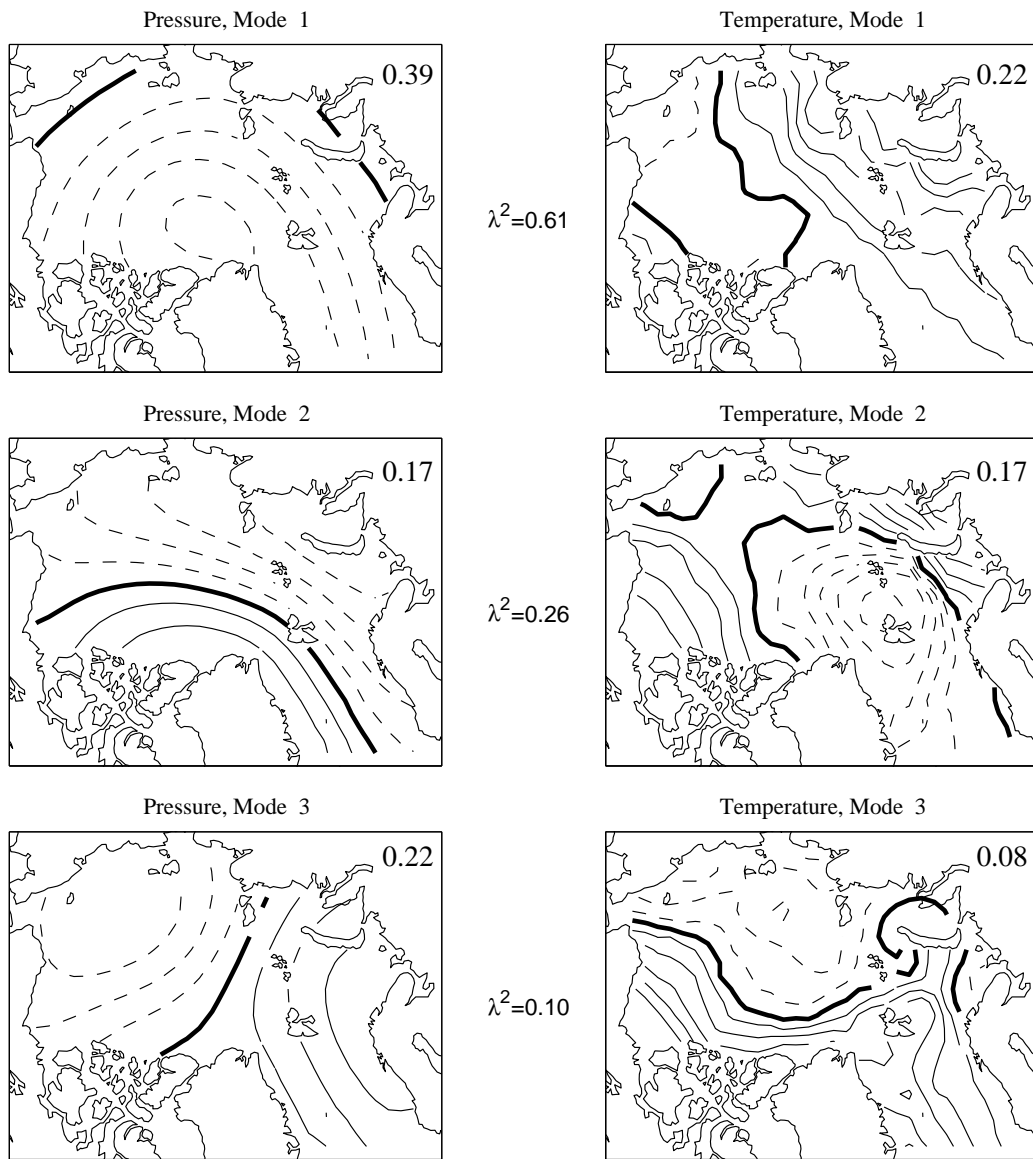 Pressure, Mode 1
Temperature, Mode 1
0.39
0.22
λ²=0.61
Pressure, Mode 2
Temperature, Mode 2
0.17
0.17
λ²=0.26
Pressure, Mode 3
Temperature, Mode 3
0.22
0.08
λ²=0.10